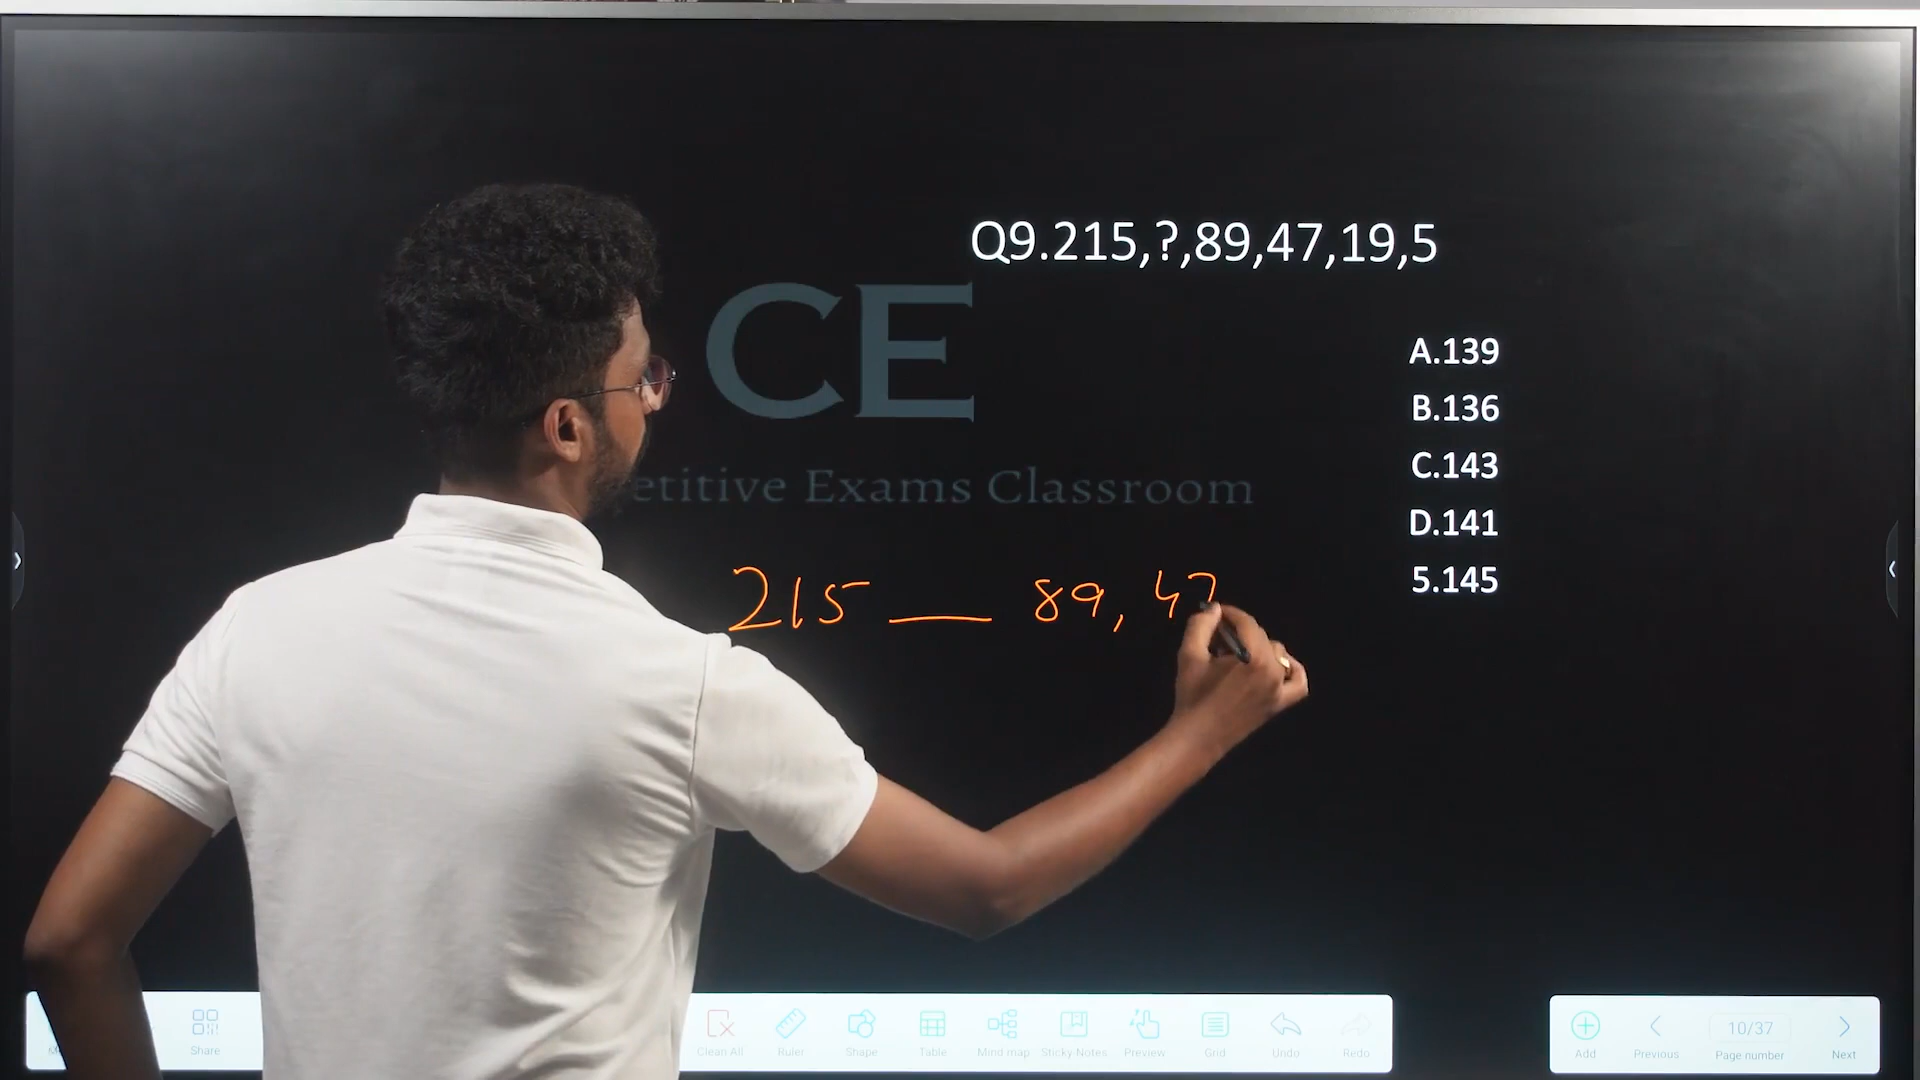 Q9.215,?,89,47,19,5
CE
etitive Exams Classroom
A.139
B.136
C.143
D.141
5.145
215 __ 89, 47
Share
Clean All
Ruler
Shape
Table
Mind map
Sticky Notes
Preview
Grid
Undo
Redo
Add
Previous
10/37
Page number
Next